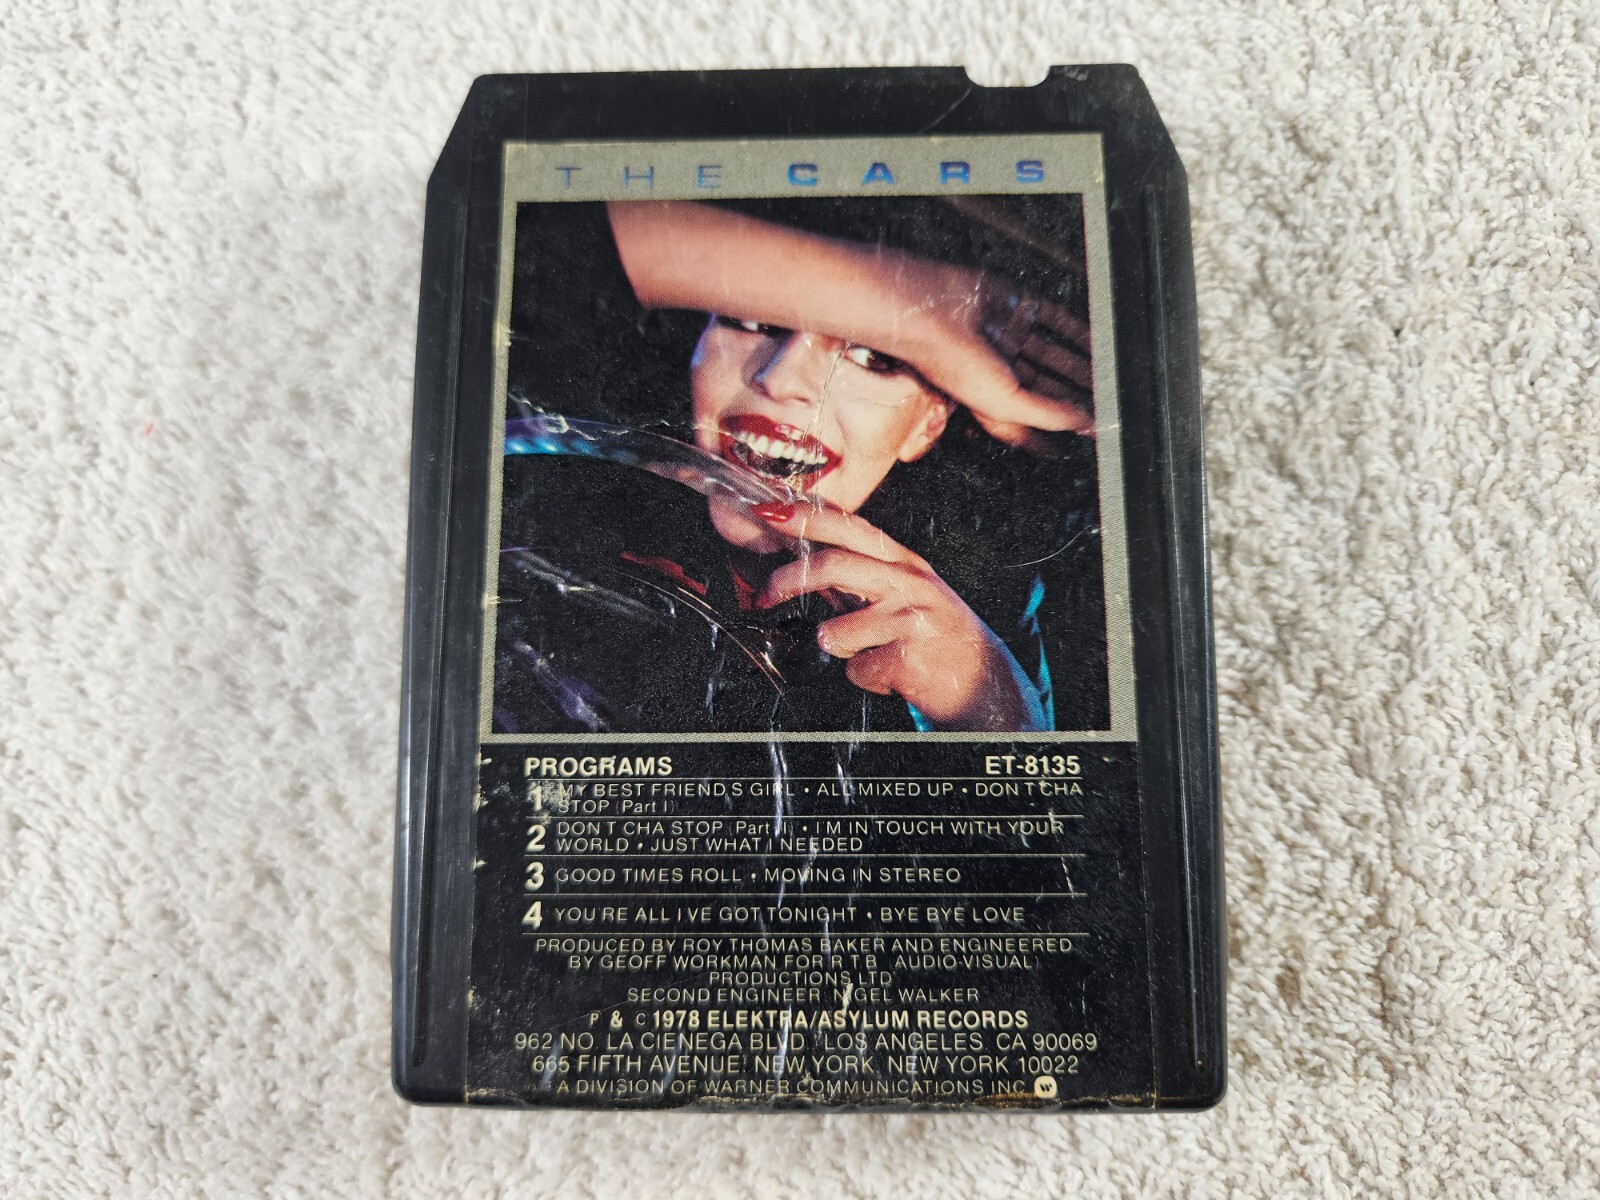 THE CARS
PROGRAMS ET-8135
1 MY BEST FRIENDS GIRL • ALL MIXED UP • DONT CHA
STOP (Part I)
2 DONT CHA STOP (Part II) • I'M IN TOUCH WITH YOUR
WORLD • JUST WHAT I NEEDED
3 GOOD TIMES ROLL • MOVING IN STEREO
4 YOU'RE ALL I'VE GOT TONIGHT • BYE BYE LOVE
PRODUCED BY ROY THOMAS BAKER AND ENGINEERED
BY GEOFF WORKMAN FOR R T B (AUDIO-VISUAL)
PRODUCTIONS LTD
SECOND ENGINEER: NIGEL WALKER
P & C 1978 ELEKTRA/ASYLUM RECORDS
962 NO. LA CIENEGA BLVD. LOS ANGELES, CA 90069
665 FIFTH AVENUE, NEW YORK, NEW YORK 10022
A DIVISION OF WARNER COMMUNICATIONS INC.